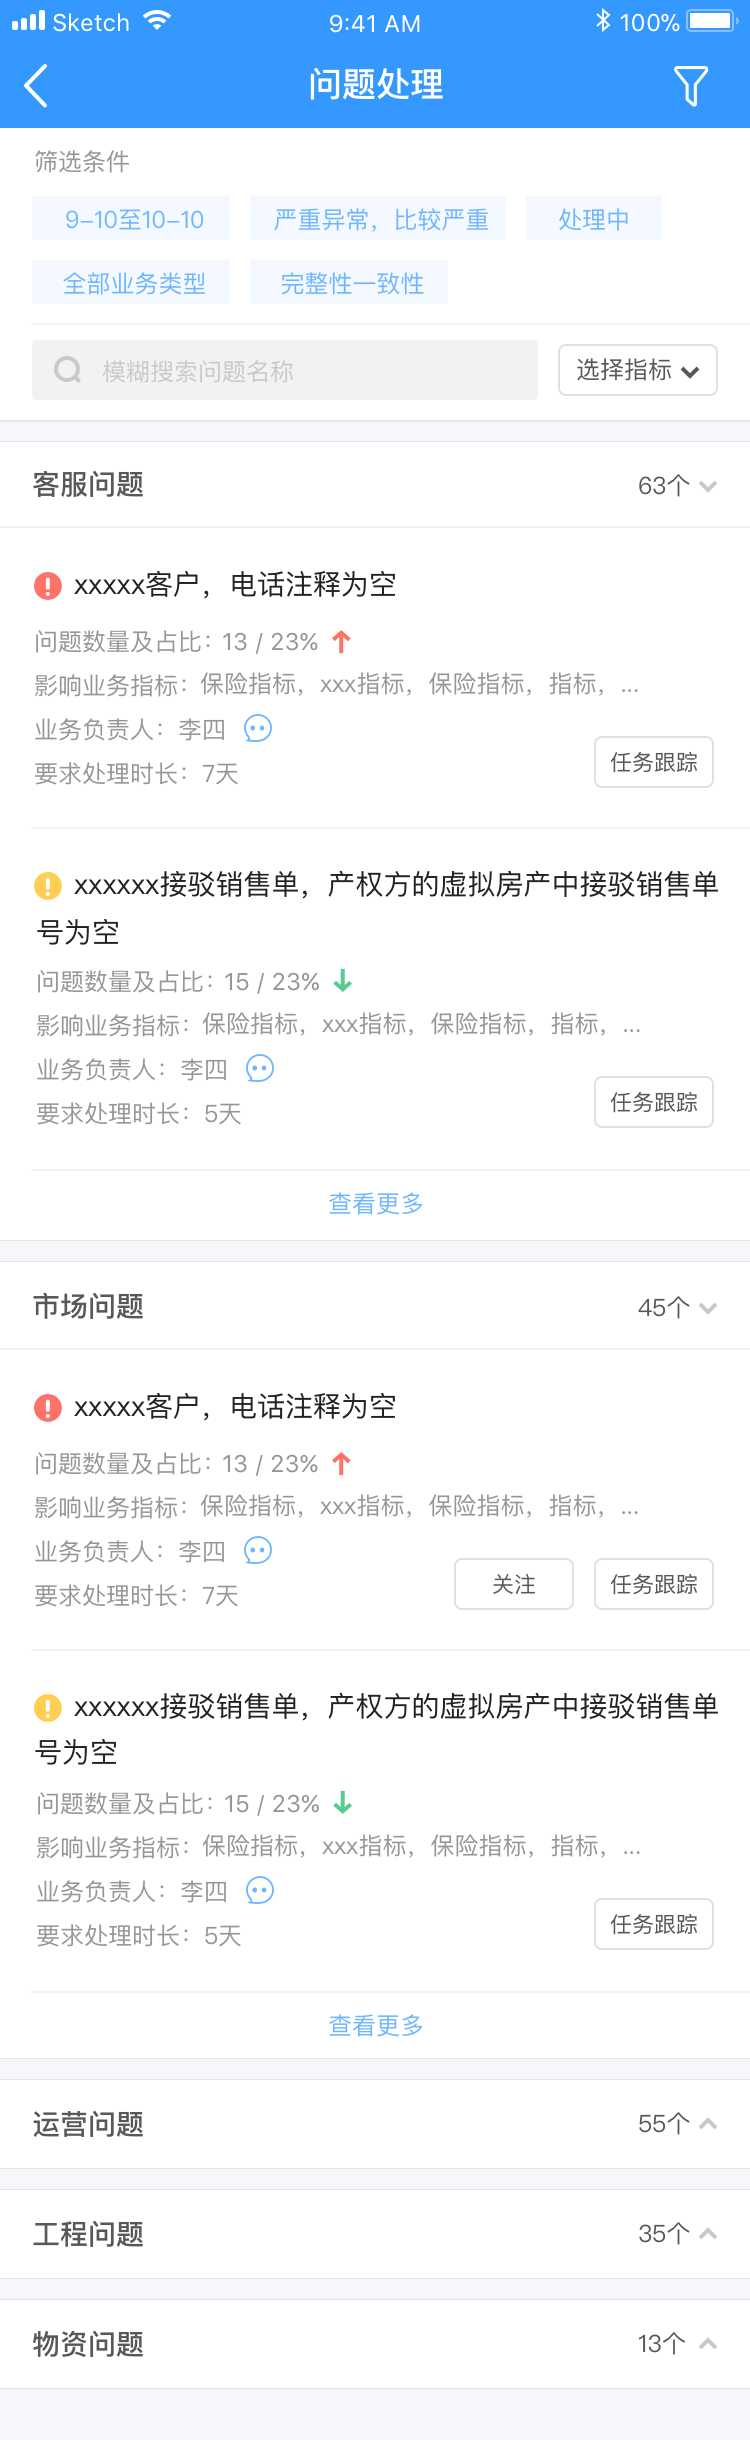 Sketch 9:41 AM 100%
问题处理
筛选条件
9-10至10-10 严重异常，比较严重 处理中
全部业务类型 完整性一致性
模糊搜索问题名称 选择指标
客服问题 63个
xxxxx客户，电话注释为空
问题数量及占比：13 / 23%
影响业务指标：保险指标，xxx指标，保险指标，指标，...
业务负责人：李四
要求处理时长：7天 任务跟踪
xxxxxx接驳销售单，产权方的虚拟房产中接驳销售单
号为空
问题数量及占比：15 / 23%
影响业务指标：保险指标，xxx指标，保险指标，指标，...
业务负责人：李四
要求处理时长：5天 任务跟踪
查看更多
市场问题 45个
xxxxx客户，电话注释为空
问题数量及占比：13 / 23%
影响业务指标：保险指标，xxx指标，保险指标，指标，...
业务负责人：李四
要求处理时长：7天 关注 任务跟踪
xxxxxx接驳销售单，产权方的虚拟房产中接驳销售单
号为空
问题数量及占比：15 / 23%
影响业务指标：保险指标，xxx指标，保险指标，指标，...
业务负责人：李四
要求处理时长：5天 任务跟踪
查看更多
运营问题 55个
工程问题 35个
物资问题 13个